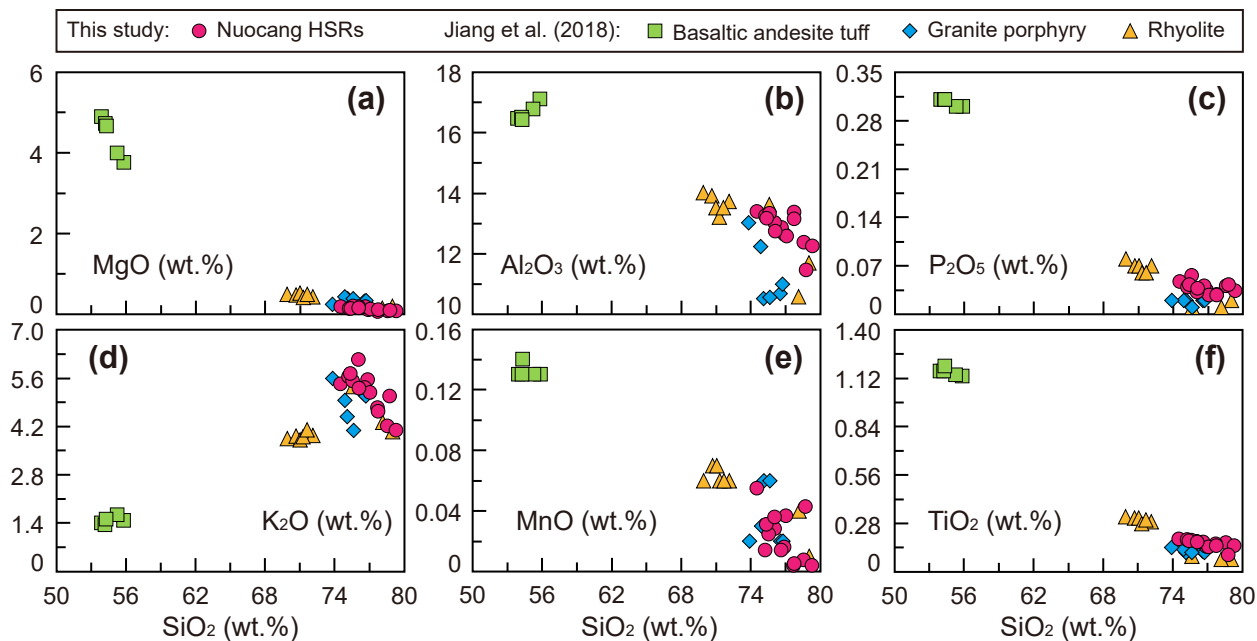 This study: Nuocang HSRs Jiang et al. (2018): Basaltic andesite tuff Granite porphyry Rhyolite
6
4
2
0
(a)
MgO (wt.%)
18
16
14
12
10
(b)
Al₂O₃ (wt.%)
0.35
0.28
0.21
0.14
0.07
0
(c)
P₂O₅ (wt.%)
7.0
5.6
4.2
2.8
1.4
0
(d)
K₂O (wt.%)
50 56 62 68 74 80
SiO₂ (wt.%)
0.16
0.12
0.08
0.04
0
(e)
MnO (wt.%)
50 56 62 68 74 80
SiO₂ (wt.%)
1.40
1.12
0.84
0.56
0.28
0
(f)
TiO₂ (wt.%)
50 56 62 68 74 80
SiO₂ (wt.%)